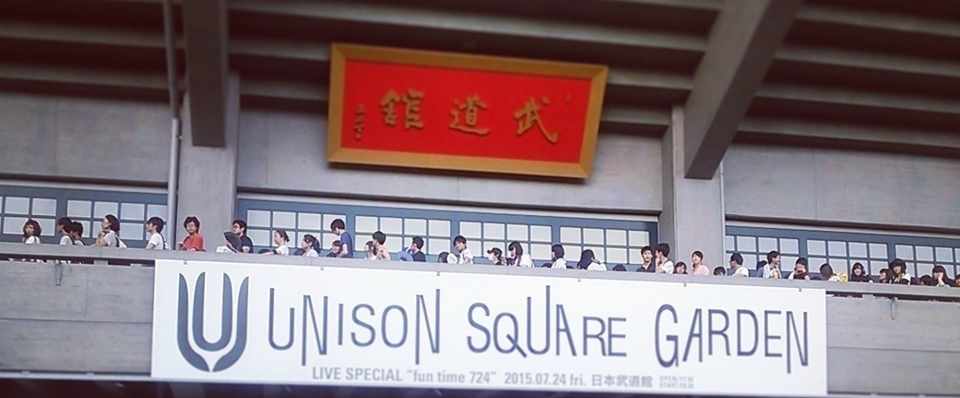 武道館
UNISON SQUARE GARDEN
LIVE SPECIAL "fun time 724" 2015.07.24 fri. 日本武道館